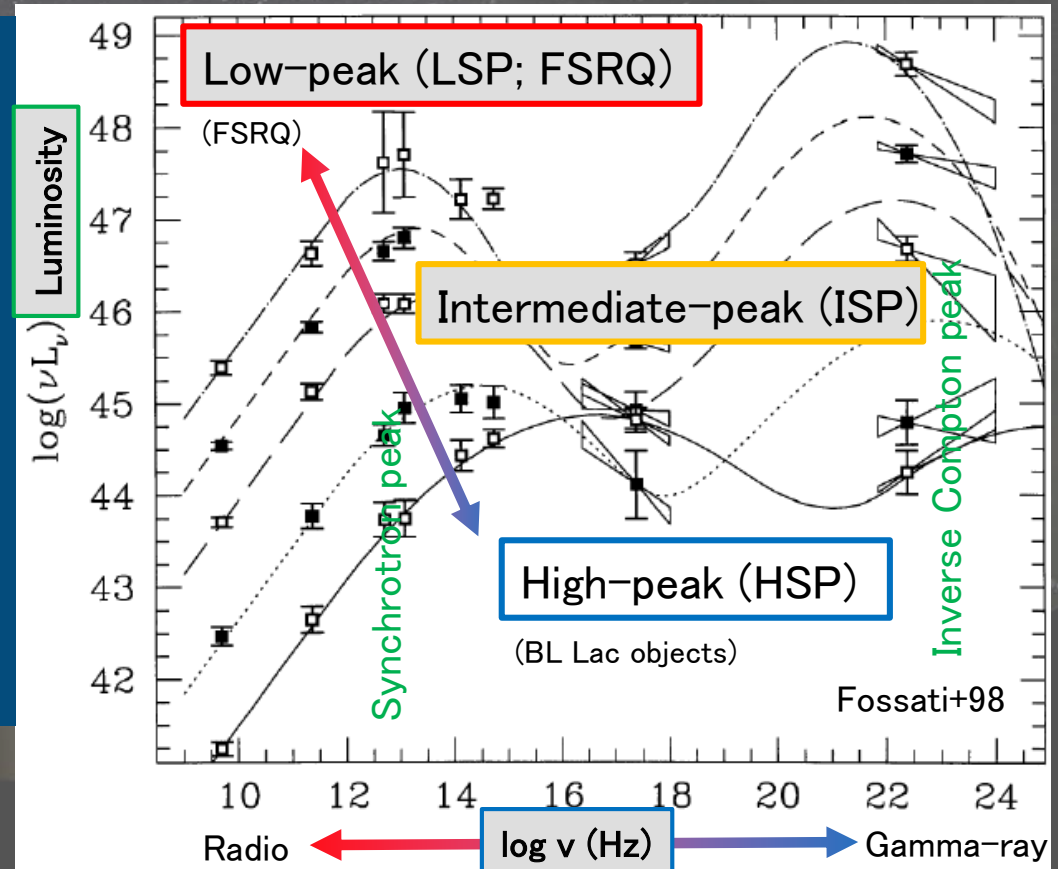 49
48
47
46
45
44
43
42
Luminosity
log(νL_ν)
Low-peak (LSP; FSRQ)
(FSRQ)
Intermediate-peak (ISP)
High-peak (HSP)
(BL Lac objects)
Synchrotron peak
Inverse Compton peak
Fossati+98
10 12 14 16 18 20 22 24
Radio
log ν (Hz)
Gamma-ray